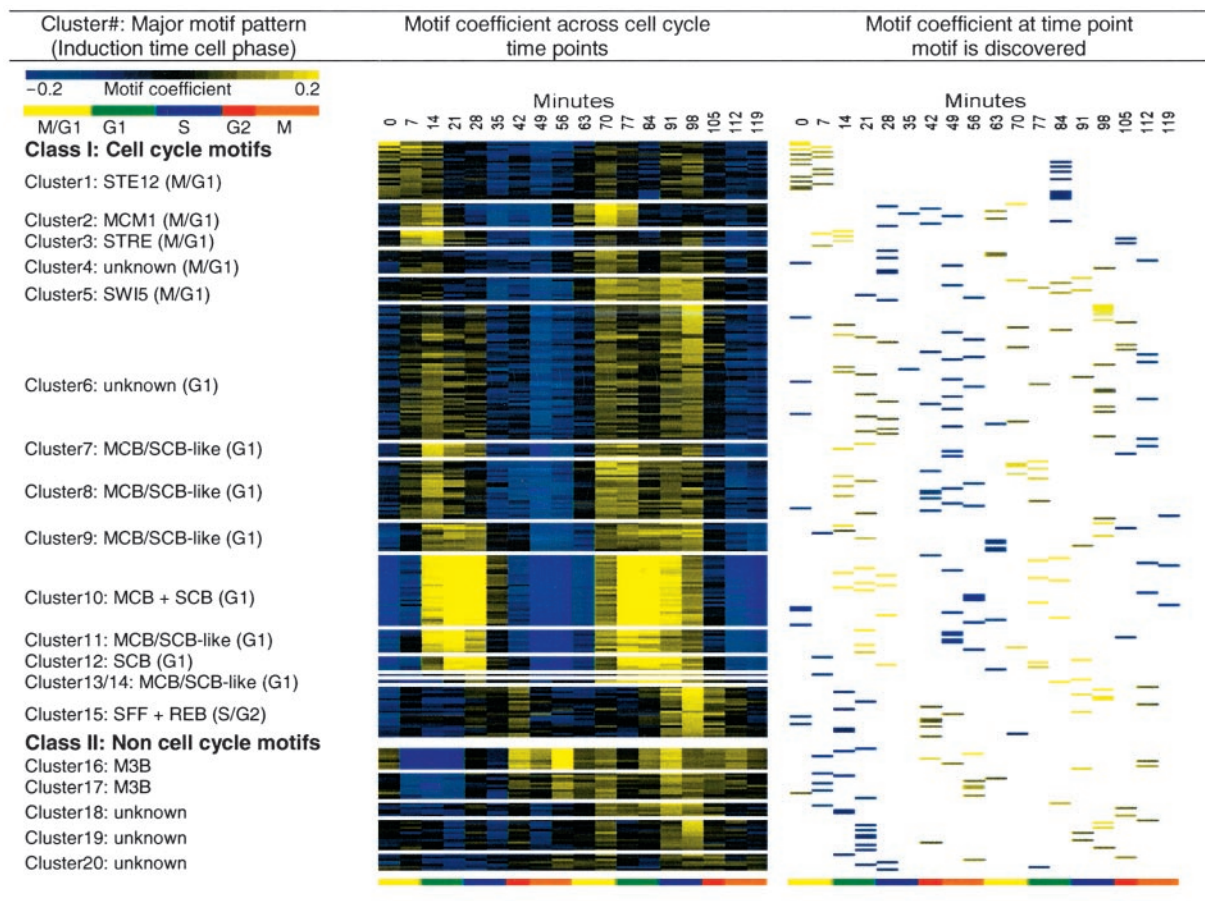 Cluster#: Major motif pattern
(Induction time cell phase)
Motif coefficient across cell cycle
time points
Motif coefficient at time point
motif is discovered
−0.2 Motif coefficient 0.2
M/G1 G1 S G2 M
Minutes
0 7 14 21 28 35 42 49 56 63 70 77 84 91 98 105 112 119
Minutes
0 7 14 21 28 35 42 49 56 63 70 77 84 91 98 105 112 119
Class I: Cell cycle motifs
Cluster1: STE12 (M/G1)
Cluster2: MCM1 (M/G1)
Cluster3: STRE (M/G1)
Cluster4: unknown (M/G1)
Cluster5: SWI5 (M/G1)
Cluster6: unknown (G1)
Cluster7: MCB/SCB-like (G1)
Cluster8: MCB/SCB-like (G1)
Cluster9: MCB/SCB-like (G1)
Cluster10: MCB + SCB (G1)
Cluster11: MCB/SCB-like (G1)
Cluster12: SCB (G1)
Cluster13/14: MCB/SCB-like (G1)
Cluster15: SFF + REB (S/G2)
Class II: Non cell cycle motifs
Cluster16: M3B
Cluster17: M3B
Cluster18: unknown
Cluster19: unknown
Cluster20: unknown